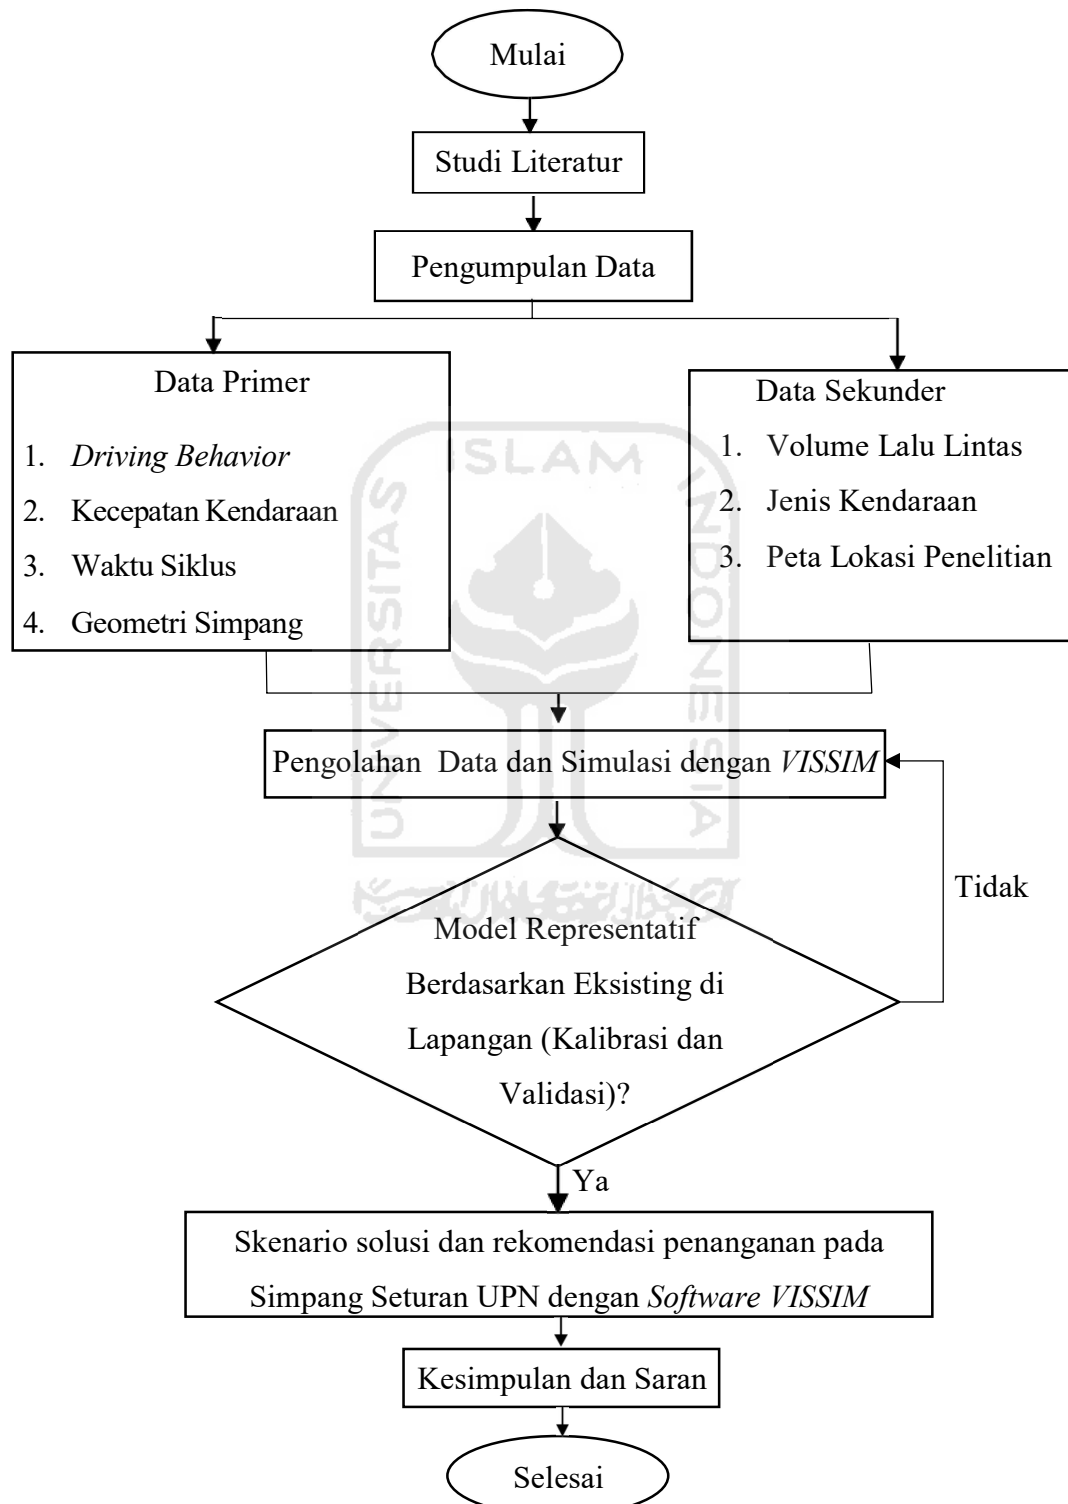 Mulai
Studi Literatur
Pengumpulan Data
Data Primer
1. Driving Behavior
2. Kecepatan Kendaraan
3. Waktu Siklus
4. Geometri Simpang
Data Sekunder
1. Volume Lalu Lintas
2. Jenis Kendaraan
3. Peta Lokasi Penelitian
UNIVERSITAS
ISLAM
INDONESIA
Pengolahan Data dan Simulasi dengan VISSIM
Tidak
Model Representatif
Berdasarkan Eksisting di
Lapangan (Kalibrasi dan
Validasi)?
Ya
Skenario solusi dan rekomendasi penanganan pada
Simpang Seturan UPN dengan Software VISSIM
Kesimpulan dan Saran
Selesai